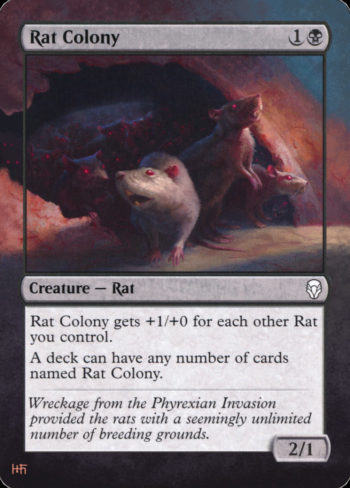 Rat Colony 1
Creature — Rat
Rat Colony gets +1/+0 for each other Rat
you control.
A deck can have any number of cards
named Rat Colony.
Wreckage from the Phyrexian Invasion
provided the rats with a seemingly unlimited
number of breeding grounds.
2/1